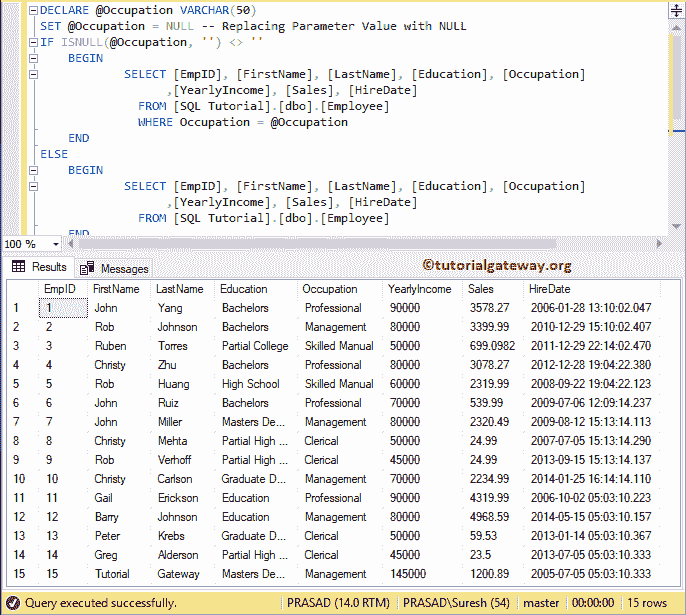 DECLARE @Occupation VARCHAR(50)
SET @Occupation = NULL -- Replacing Parameter Value with NULL
IF ISNULL(@Occupation, '') <> ''
BEGIN
SELECT [EmpID], [FirstName], [LastName], [Education], [Occupation]
,[YearlyIncome], [Sales], [HireDate]
FROM [SQL Tutorial].[dbo].[Employee]
WHERE Occupation = @Occupation
END
ELSE
BEGIN
SELECT [EmpID], [FirstName], [LastName], [Education], [Occupation]
,[YearlyIncome], [Sales], [HireDate]
FROM [SQL Tutorial].[dbo].[Employee]
END
100 %
Results Messages ©tutorialgateway.org
EmpID FirstName LastName Education Occupation YearlyIncome Sales HireDate
1 1 John Yang Bachelors Professional 90000 3578.27 2006-01-28 13:10:02.047
2 2 Rob Johnson Bachelors Management 80000 3399.99 2010-12-29 15:10:02.407
3 3 Ruben Torres Partial College Skilled Manual 50000 699.0982 2011-12-29 22:14:02.470
4 4 Christy Zhu Bachelors Professional 80000 3078.27 2012-12-28 19:04:22.380
5 5 Rob Huang High School Skilled Manual 60000 2319.99 2008-09-22 19:04:22.123
6 6 John Ruiz Bachelors Professional 70000 539.99 2009-07-06 12:09:14.237
7 7 John Miller Masters De... Management 80000 2320.49 2009-08-12 15:13:14.113
8 8 Christy Mehta Partial High ... Clerical 50000 24.99 2007-07-05 15:13:14.290
9 9 Rob Verhoff Partial High ... Clerical 45000 24.99 2013-09-15 15:13:14.137
10 10 Christy Carlson Graduate D... Management 70000 2234.99 2014-01-25 16:14:14.110
11 11 Gail Erickson Education Professional 90000 4319.99 2006-10-02 05:03:10.223
12 12 Barry Johnson Education Management 80000 4968.59 2014-05-15 05:03:10.157
13 13 Peter Krebs Graduate D... Clerical 50000 59.53 2013-01-14 05:03:10.367
14 14 Greg Alderson Partial High ... Clerical 45000 23.5 2013-07-05 05:03:10.333
15 15 Tutorial Gateway Masters De... Management 145000 1200.89 2005-07-05 05:03:10.333
Query executed successfully. PRASAD (14.0 RTM) PRASAD\Suresh (54) master 00:00:00 15 rows